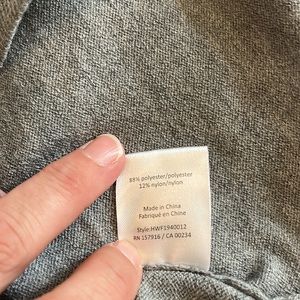 88% polyester/polyester
12% nylon/nylon
Made in China
Fabriqué en Chine
Style:HWF1940012
RN 157916 / CA 00234